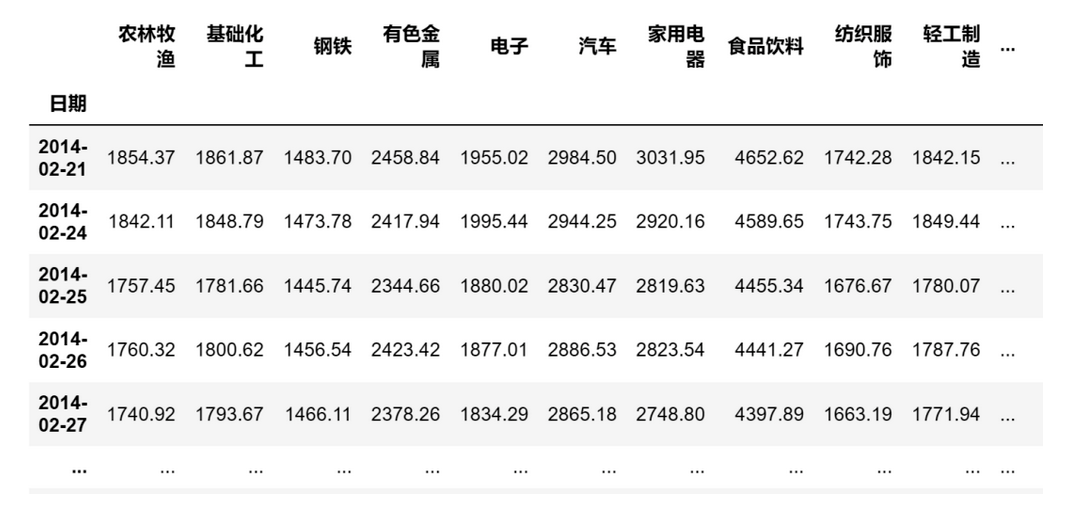 农林牧渔 基础化工 钢铁 有色金属 电子 汽车 家用电器 食品饮料 纺织服饰 轻工制造 ...
日期
2014-02-21 1854.37 1861.87 1483.70 2458.84 1955.02 2984.50 3031.95 4652.62 1742.28 1842.15 ...
2014-02-24 1842.11 1848.79 1473.78 2417.94 1995.44 2944.25 2920.16 4589.65 1743.75 1849.44 ...
2014-02-25 1757.45 1781.66 1445.74 2344.66 1880.02 2830.47 2819.63 4455.34 1676.67 1780.07 ...
2014-02-26 1760.32 1800.62 1456.54 2423.42 1877.01 2886.53 2823.54 4441.27 1690.76 1787.76 ...
2014-02-27 1740.92 1793.67 1466.11 2378.26 1834.29 2865.18 2748.80 4397.89 1663.19 1771.94 ...
... ... ... ... ... ... ... ... ... ... ... ...